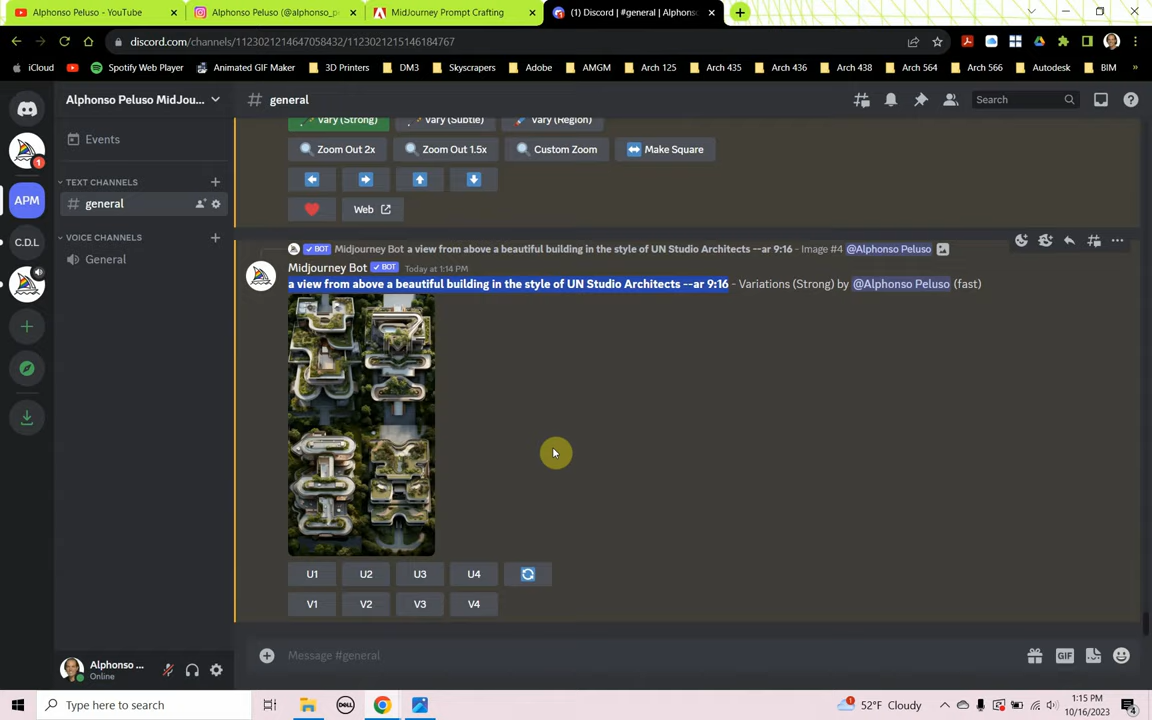 Alphonso Peluso - YouTube
Alphonso Peluso (@alphonso_p
MidJourney Prompt Crafting
(1) Discord | #general | Alphons
discord.com/channels/1123021214647058432/1123021215146184767
iCloud
Spotify Web Player
Animated GIF Maker
3D Printers
DM3
Skyscrapers
Adobe
AMGM
Arch 125
Arch 435
Arch 436
Arch 438
Arch 564
Arch 566
Autodesk
BIM
»
Alphonso Peluso MidJou...
# general
Search
Vary (Strong)
Vary (Subtle)
Vary (Region)
Events
Zoom Out 2x
Zoom Out 1.5x
Custom Zoom
Make Square
TEXT CHANNELS
APM
# general
Web
VOICE CHANNELS
C.D.L
General
BOT Midjourney Bot a view from above a beautiful building in the style of UN Studio Architects --ar 9:16 - Image #4 @Alphonso Peluso
Midjourney Bot BOT Today at 1:14 PM
a view from above a beautiful building in the style of UN Studio Architects --ar 9:16 - Variations (Strong) by @Alphonso Peluso (fast)
U1
U2
U3
U4
V1
V2
V3
V4
Message #general
GIF
Alphonso ...
Online
Type here to search
DELL
52°F Cloudy
1:15 PM
10/16/2023
4